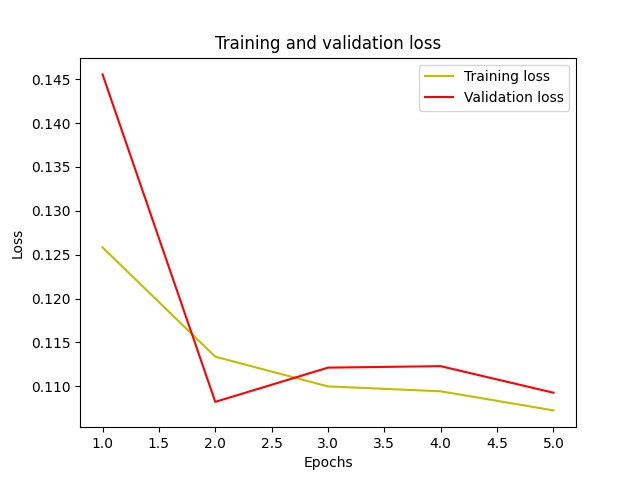 Training and validation loss
Training loss
Validation loss
0.145
0.140
0.135
0.130
0.125
0.120
0.115
0.110
Loss
1.0 1.5 2.0 2.5 3.0 3.5 4.0 4.5 5.0
Epochs